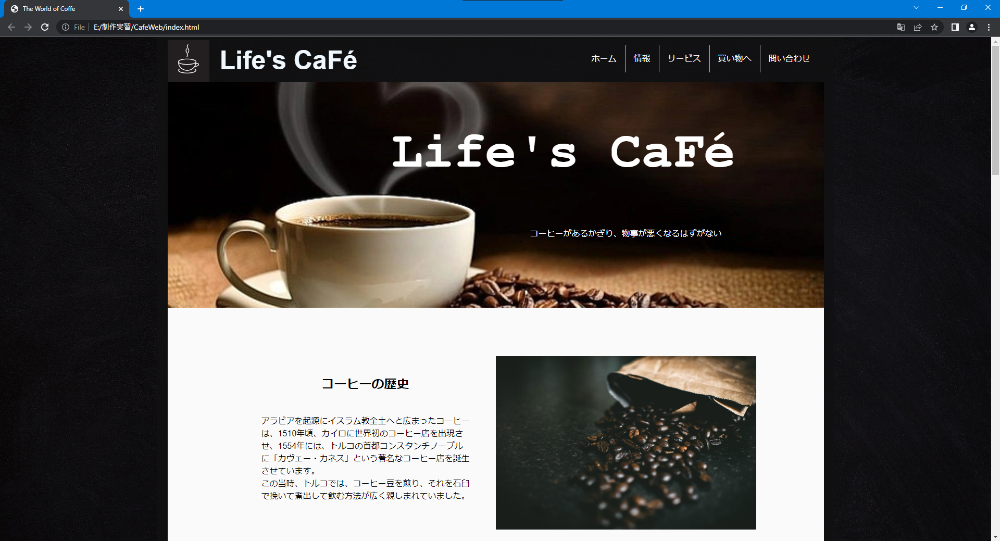 The World of Coffe
File
E:/制作実習/CafeWeb/index.html
Life's CaFé
ホーム
情報
サービス
買い物へ
問い合わせ
Life's CaFé
コーヒーがあるかぎり、物事が悪くなるはずがない
コーヒーの歴史
アラビアを起源にイスラム教全土へと広まったコーヒー
は、1510年頃、カイロに世界初のコーヒー店を出現さ
せ、1554年には、トルコの首都コンスタンチノープル
に「カヴェー・カネス」という著名なコーヒー店を誕生
させています。
この当時、トルコでは、コーヒー豆を煎り、それを石臼
で挽いて煮出して飲む方法が広く親しまれていました。